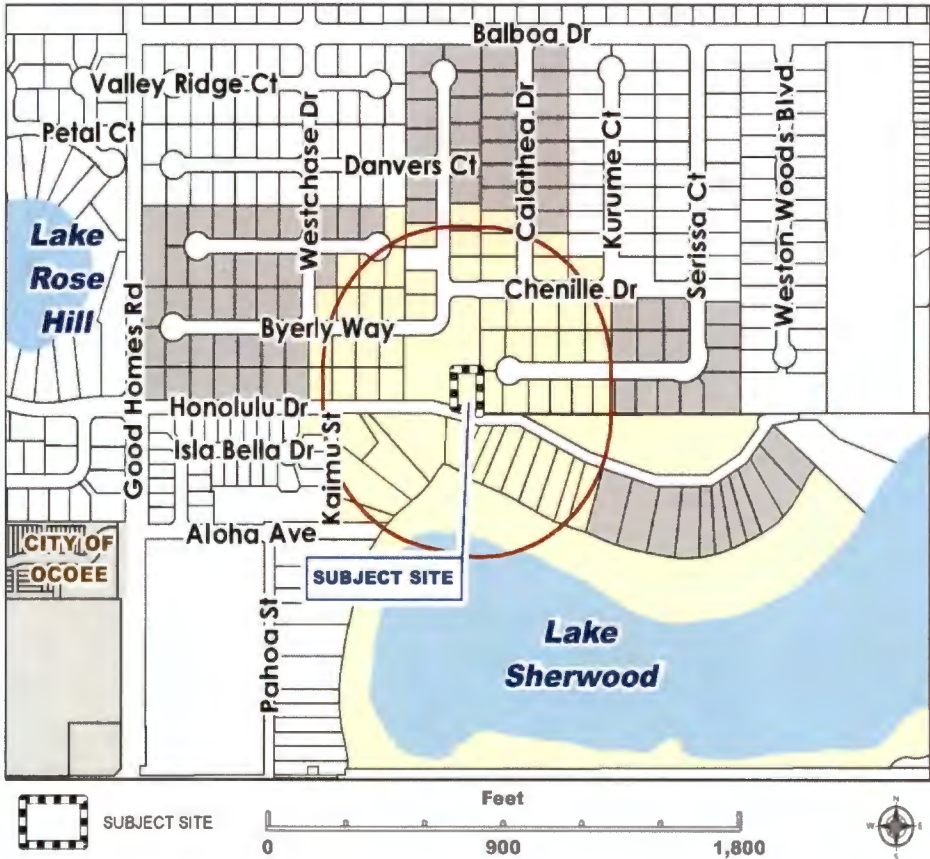 Balboa Dr
Valley Ridge Ct
Petal Ct
Westchase Dr
Danvers Ct
Calathea Dr
Kurume Ct
Serissa Ct
Weston Woods Blvd
Lake
Rose
Hill
Good Homes Rd
Chenille Dr
Byerly Way
Honolulu Dr
Isla Bella Dr
Kaimu St
Aloha Ave
CITY OF
OCOEE
SUBJECT SITE
Pahoa St
Lake
Sherwood
SUBJECT SITE
Feet
0 900 1,800
N
W E
S